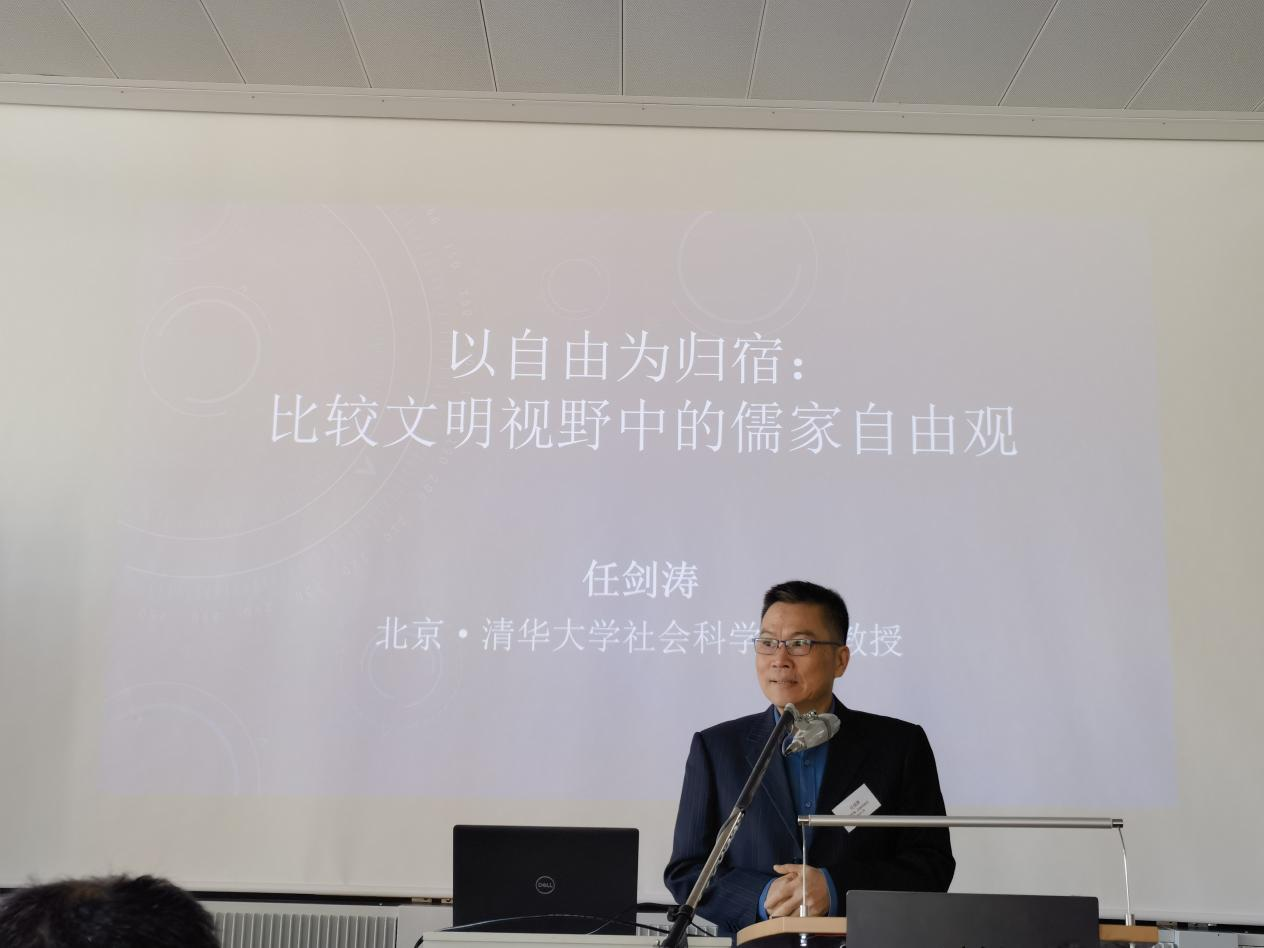 以自由为归宿：
比较文明视野中的儒家自由观
任剑涛
北京·清华大学社会科学 教授
DELL